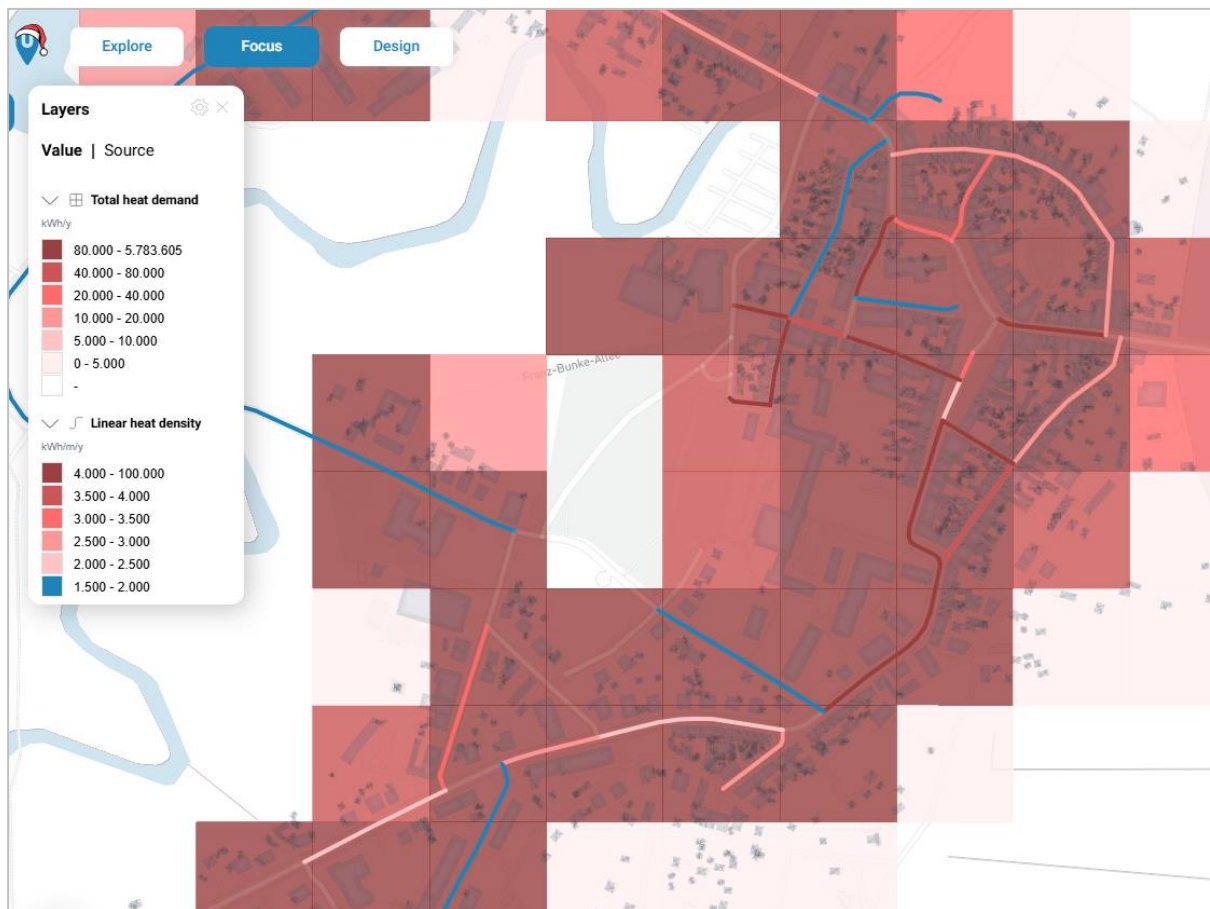 U
Explore
Focus
Design
Layers
Value | Source
Total heat demand
kWh/y
80.000 - 5.783.605
40.000 - 80.000
20.000 - 40.000
10.000 - 20.000
5.000 - 10.000
0 - 5.000
-
Linear heat density
kWh/m/y
4.000 - 100.000
3.500 - 4.000
3.000 - 3.500
2.500 - 3.000
2.000 - 2.500
1.500 - 2.000
Franz-Bunke-Allee